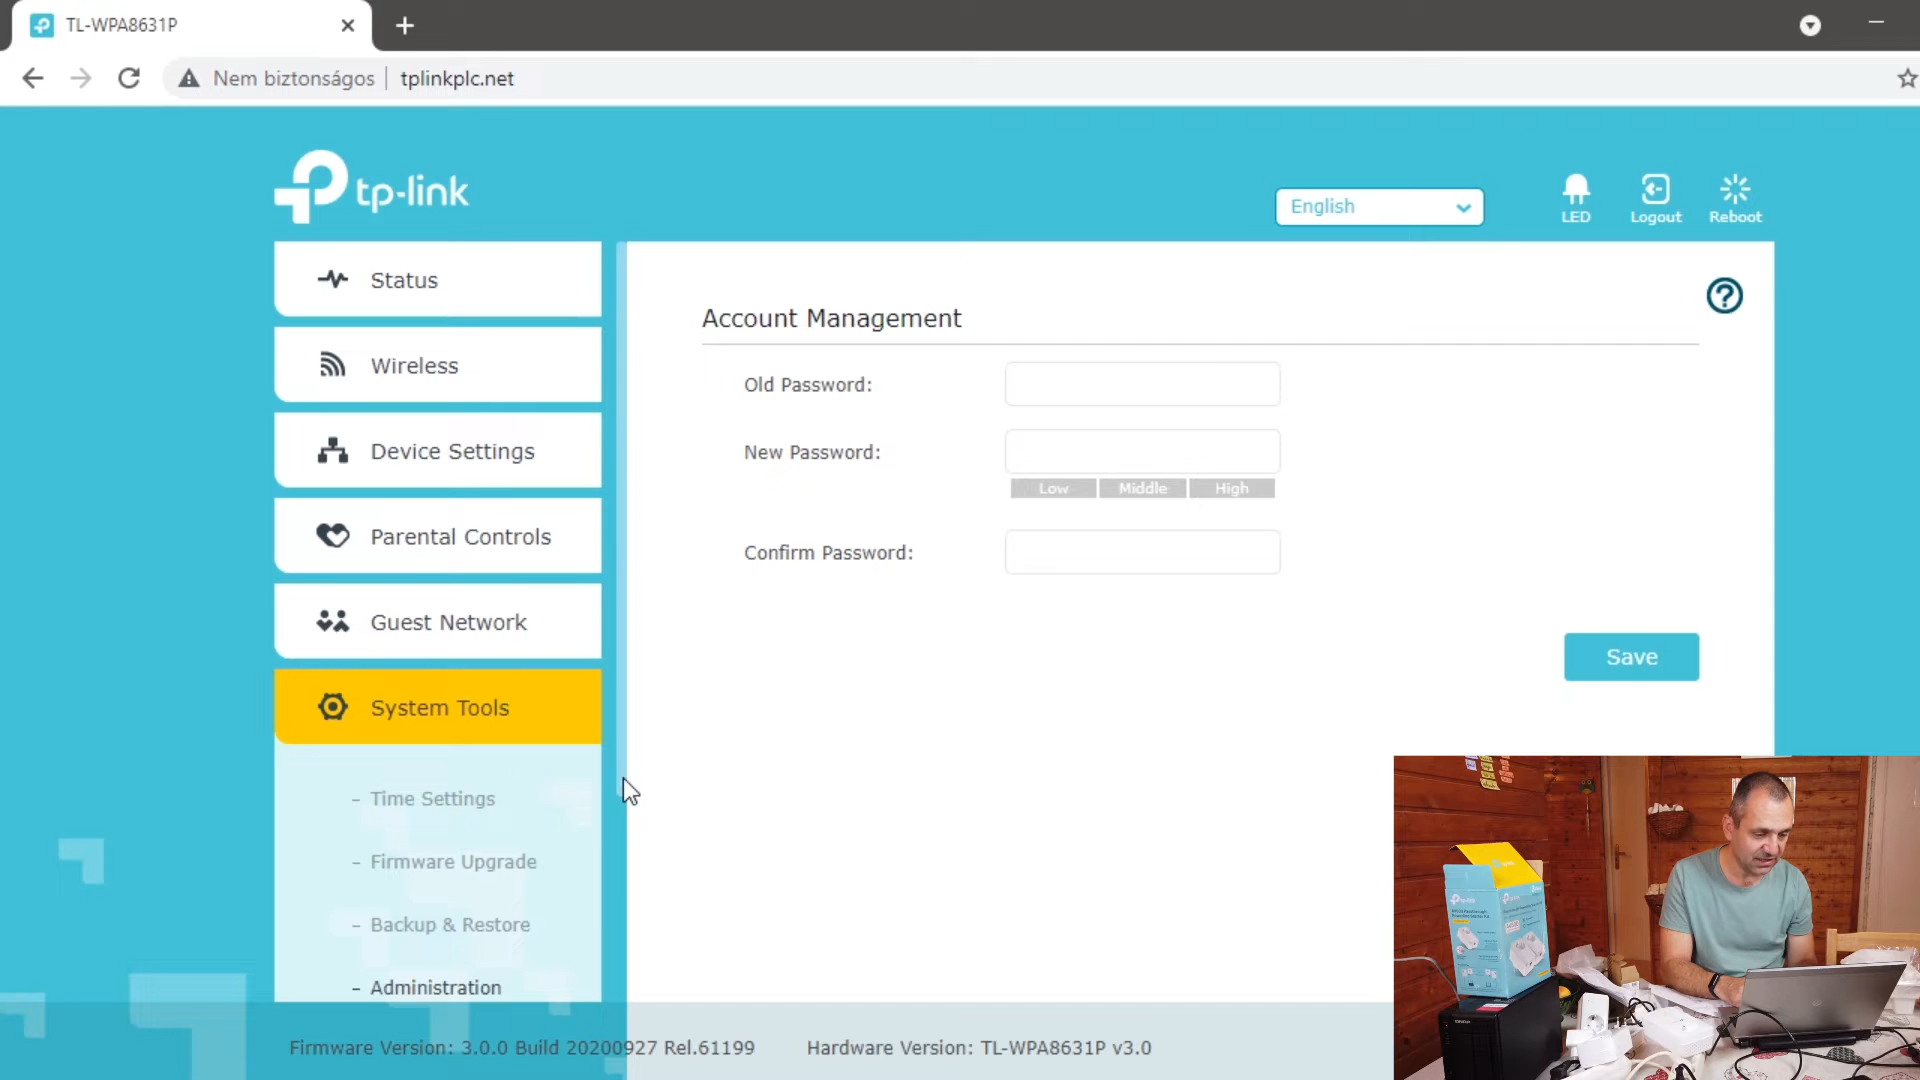 TL-WPA8631P
Nem biztonságos | tplinkplc.net
tp-link
English
LED
Logout
Reboot
Status
Wireless
Device Settings
Parental Controls
Guest Network
System Tools
- Time Settings
- Firmware Upgrade
- Backup & Restore
- Administration
Account Management
Old Password:
New Password:
Low Middle High
Confirm Password:
Save
Firmware Version: 3.0.0 Build 20200927 Rel.61199 Hardware Version: TL-WPA8631P v3.0
tp-link